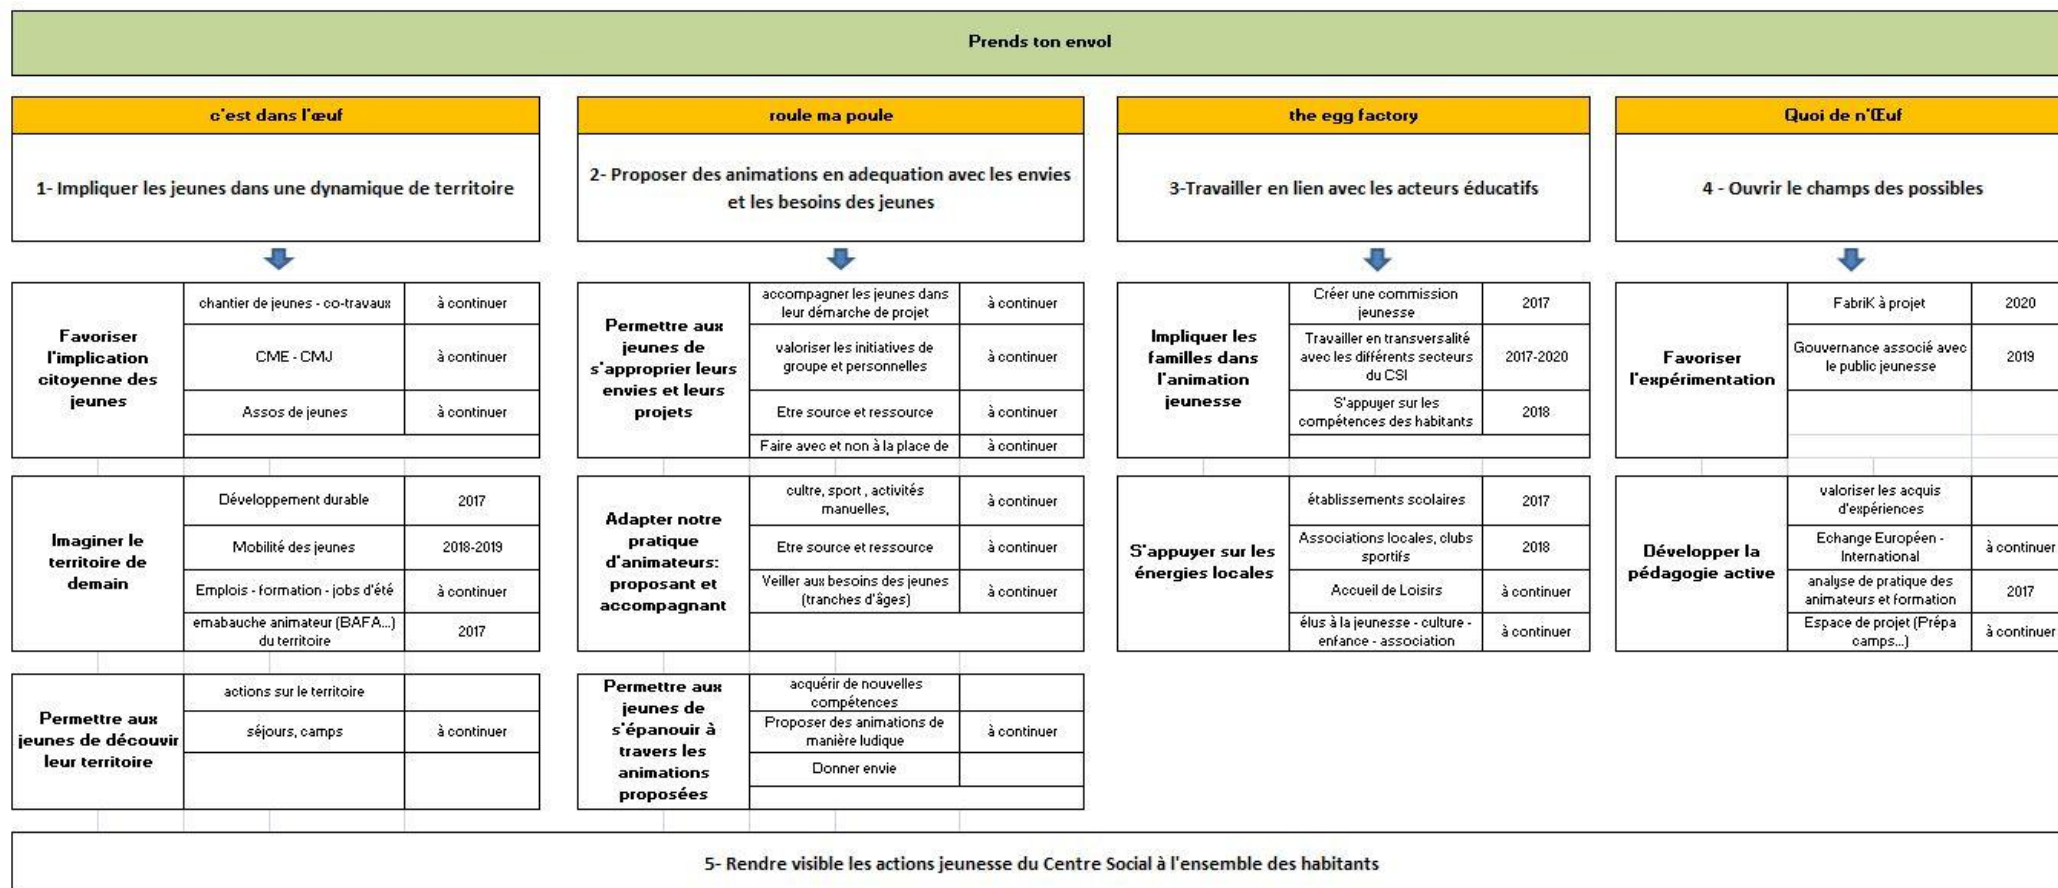 Prends ton envol
c'est dans l'œuf
1- Impliquer les jeunes dans une dynamique de territoire
Favoriser
l'implication
citoyenne des
jeunes
chantier de jeunes - co-travaux
à continuer
CME - CMJ
à continuer
Assos de jeunes
à continuer
Imaginer le
territoire de
demain
Développement durable
2017
Mobilité des jeunes
2018-2019
Emplois - formation - jobs d'été
à continuer
emabauche animateur (BAFA...)
du territoire
2017
Permettre aux
jeunes de découvir
leur territoire
actions sur le territoire
séjours, camps
à continuer
roule ma poule
2- Proposer des animations en adequation avec les envies
et les besoins des jeunes
Permettre aux
jeunes de
s'approprier leurs
envies et leurs
projets
accompagner les jeunes dans
leur démarche de projet
à continuer
valoriser les initiatives de
groupe et personnelles
à continuer
Etre source et ressource
à continuer
Faire avec et non à la place de
à continuer
Adapter notre
pratique
d'animateurs:
proposant et
accompagnant
cultre, sport , activités
manuelles,
à continuer
Etre source et ressource
à continuer
Veiller aux besoins des jeunes
(tranches d'âges)
à continuer
Permettre aux
jeunes de
s'épanouir à
travers les
animations
proposées
acquérir de nouvelles
compétences
Proposer des animations de
manière ludique
à continuer
Donner envie
the egg factory
3-Travailler en lien avec les acteurs éducatifs
Impliquer les
familles dans
l'animation
jeunesse
Créer une commission
jeunesse
2017
Travailler en transversalité
avec les différents secteurs
du CSI
2017-2020
S'appuyer sur les
compétences des habitants
2018
S'appuyer sur les
énergies locales
établissements scolaires
2017
Associations locales, clubs
sportifs
2018
Accueil de Loisirs
à continuer
élus à la jeunesse - culture -
enfance - association
à continuer
Quoi de n'Œuf
4 - Ouvrir le champs des possibles
Favoriser
l'expérimentation
FabriK à projet
2020
Gouvernance associé avec
le public jeunesse
2019
Développer la
pédagogie active
valoriser les acquis
d'expériences
Echange Européen -
International
à continuer
analyse de pratique des
animateurs et formation
2017
Espace de projet (Prépa
camps...)
à continuer
5- Rendre visible les actions jeunesse du Centre Social à l'ensemble des habitants